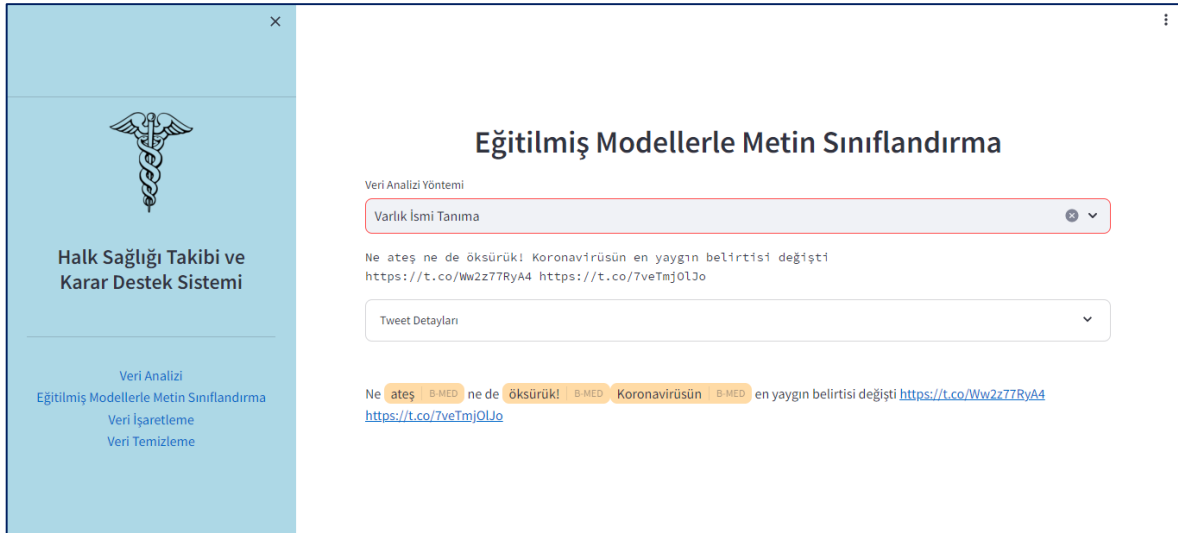 Halk Sağlığı Takibi ve
Karar Destek Sistemi
Veri Analizi
Eğitilmiş Modellerle Metin Sınıflandırma
Veri İşaretleme
Veri Temizleme
Eğitilmiş Modellerle Metin Sınıflandırma
Veri Analizi Yöntemi
Varlık İsmi Tanıma
Ne ateş ne de öksürük! Koronavirüsün en yaygın belirtisi değişti
https://t.co/Ww2z77RyA4 https://t.co/7veTmjOlJo
Tweet Detayları
Ne ateş B-MED ne de öksürük! B-MED Koronavirüsün B-MED en yaygın belirtisi değişti https://t.co/Ww2z77RyA4
https://t.co/7veTmjOlJo